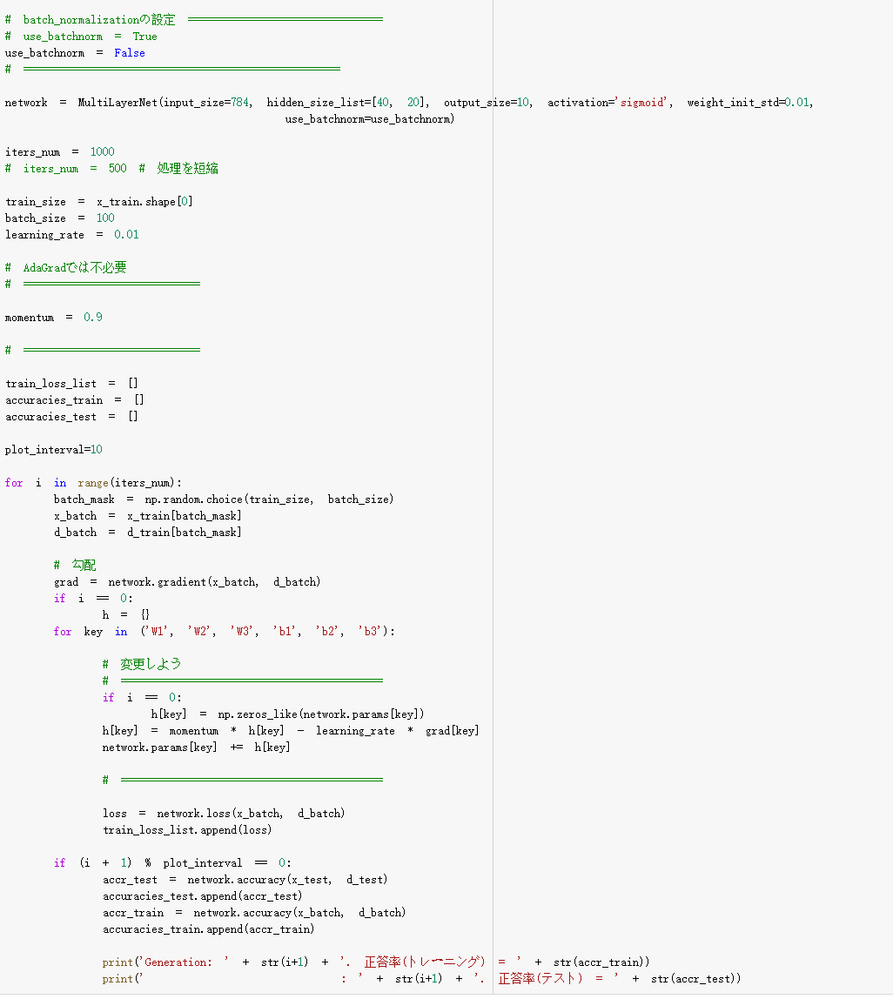 # batch_normalizationの設定 ================================
# use_batchnorm = True
use_batchnorm = False
# ====================================================

network = MultiLayerNet(input_size=784, hidden_size_list=[40, 20], output_size=10, activation='sigmoid', weight_init_std=0.01,
                        use_batchnorm=use_batchnorm)

iters_num = 1000
# iters_num = 500 # 処理を短縮

train_size = x_train.shape[0]
batch_size = 100
learning_rate = 0.01

# AdaGradでは不必要
# =============================

momentum = 0.9

# =============================

train_loss_list = []
accuracies_train = []
accuracies_test = []

plot_interval=10

for i in range(iters_num):
    batch_mask = np.random.choice(train_size, batch_size)
    x_batch = x_train[batch_mask]
    d_batch = d_train[batch_mask]

    # 勾配
    grad = network.gradient(x_batch, d_batch)
    if i == 0:
        h = {}
    for key in ('W1', 'W2', 'W3', 'b1', 'b2', 'b3'):

        # 変更しよう
        # ===========================================
        if i == 0:
            h[key] = np.zeros_like(network.params[key])
        h[key] = momentum * h[key] - learning_rate * grad[key]
        network.params[key] += h[key]

        # ===========================================

        loss = network.loss(x_batch, d_batch)
        train_loss_list.append(loss)

    if (i + 1) % plot_interval == 0:
        accr_test = network.accuracy(x_test, d_test)
        accuracies_test.append(accr_test)
        accr_train = network.accuracy(x_batch, d_batch)
        accuracies_train.append(accr_train)

        print('Generation: ' + str(i+1) + '. 正答率(トレーニング) = ' + str(accr_train))
        print('                : ' + str(i+1) + '. 正答率(テスト) = ' + str(accr_test))